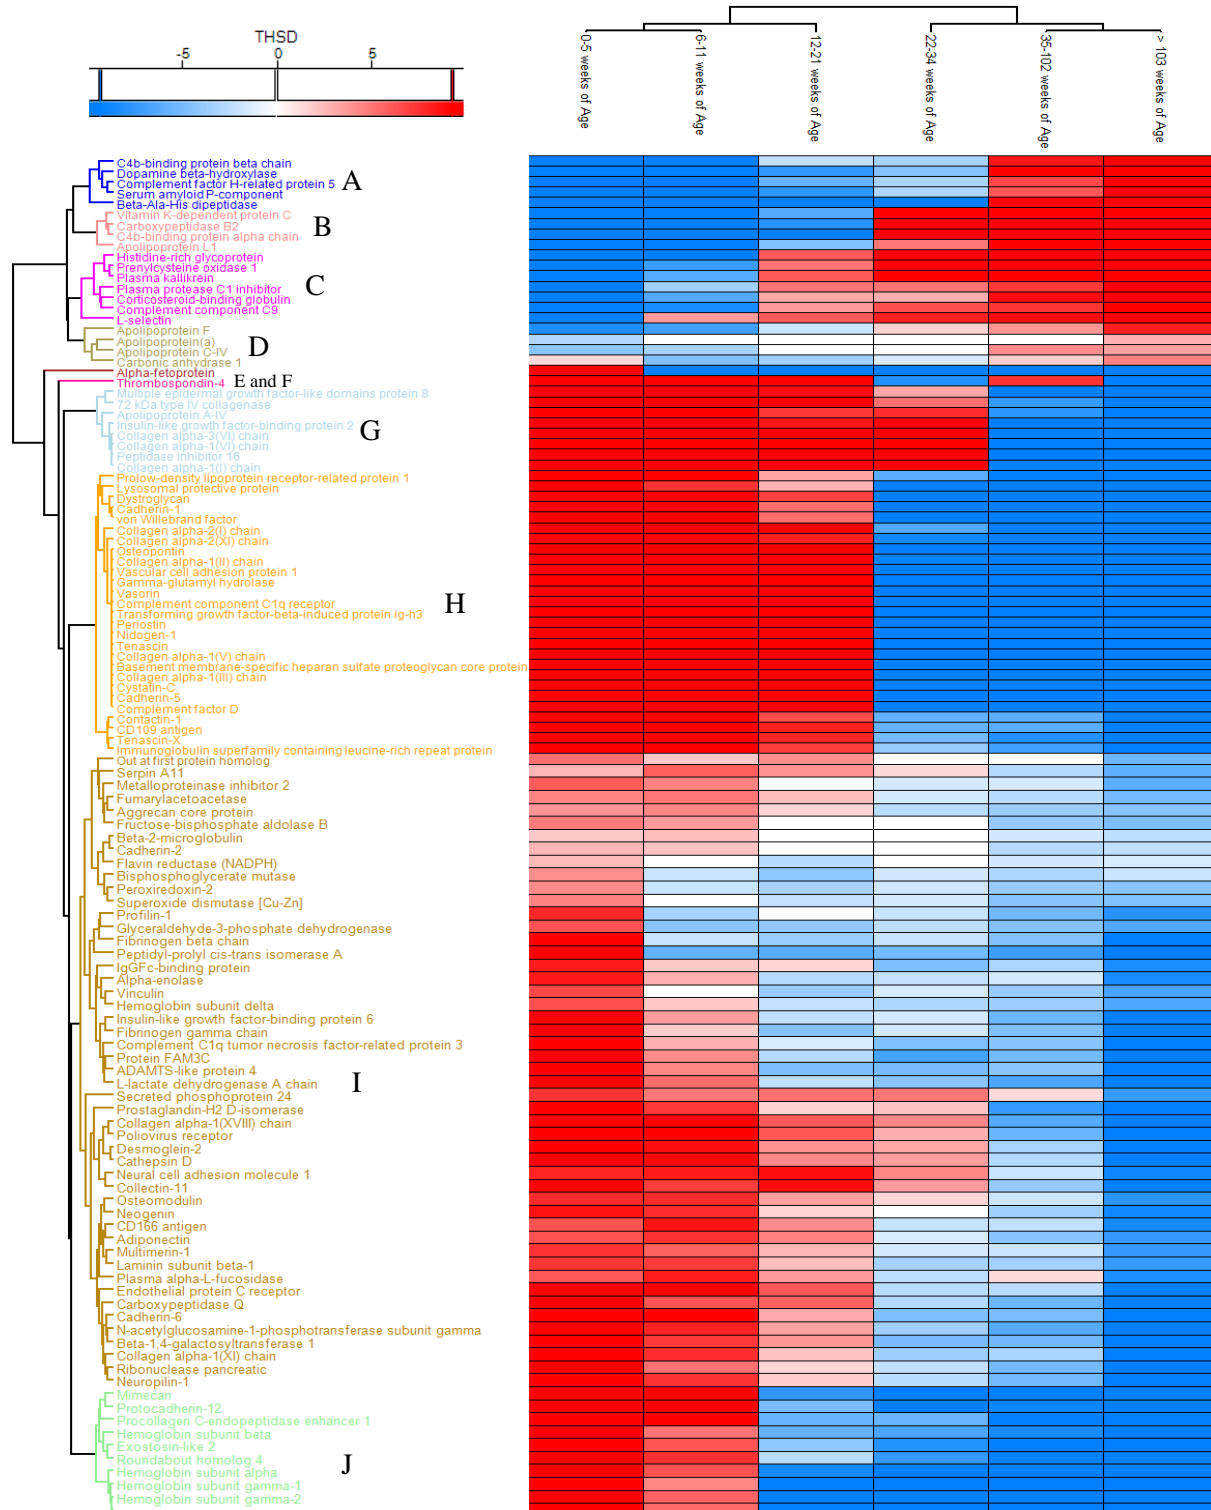 THSD
-5 0 5
0-5 weeks of Age
6-11 weeks of Age
12-21 weeks of Age
22-34 weeks of Age
35-102 weeks of Age
> 103 weeks of Age
C4b-binding protein beta chain
Dopamine beta-hydroxylase
Complement factor H-related protein 5
Serum amyloid P-component
Beta-Ala-His dipeptidase
A
Vitamin K-dependent protein C
Carboxypeptidase B2
C4b-binding protein alpha chain
Apolipoprotein L1
B
Histidine-rich glycoprotein
Prenylcysteine oxidase 1
Plasma kallikrein
Plasma protease C1 inhibitor
Corticosteroid-binding globulin
Complement component C9
L-selectin
C
Apolipoprotein F
Apolipoprotein(a)
Apolipoprotein C-IV
Carbonic anhydrase 1
D
Alpha-fetoprotein
Thrombospondin-4
E and F
Multiple epidermal growth factor-like domains protein 8
72 kDa type IV collagenase
Apolipoprotein A-IV
Insulin-like growth factor-binding protein 2
Collagen alpha-3(VI) chain
Collagen alpha-1(VI) chain
Peptidase inhibitor 16
Collagen alpha-1(I) chain
G
Prolow-density lipoprotein receptor-related protein 1
Lysosomal protective protein
Dystroglycan
Cadherin-1
von Willebrand factor
Collagen alpha-2(I) chain
Collagen alpha-2(XI) chain
Osteopontin
Collagen alpha-1(II) chain
Vascular cell adhesion protein 1
Gamma-glutamyl hydrolase
Vasorin
Complement component C1q receptor
Transforming growth factor-beta-induced protein ig-h3
Periostin
Nidogen-1
Tenascin
Collagen alpha-1(V) chain
Basement membrane-specific heparan sulfate proteoglycan core protein
Collagen alpha-1(III) chain
Cystatin-C
Cadherin-5
Complement factor D
Contactin-1
CD109 antigen
Tenascin-X
Immunoglobulin superfamily containing leucine-rich repeat protein
H
Out at first protein homolog
Serpin A11
Metalloproteinase inhibitor 2
Fumarylacetoacetase
Aggrecan core protein
Fructose-bisphosphate aldolase B
Beta-2-microglobulin
Cadherin-2
Flavin reductase (NADPH)
Bisphosphoglycerate mutase
Peroxiredoxin-2
Superoxide dismutase [Cu-Zn]
Profilin-1
Glyceraldehyde-3-phosphate dehydrogenase
Fibrinogen beta chain
Peptidyl-prolyl cis-trans isomerase A
IgGFc-binding protein
Alpha-enolase
Vinculin
Hemoglobin subunit delta
Insulin-like growth factor-binding protein 6
Fibrinogen gamma chain
Complement C1q tumor necrosis factor-related protein 3
Protein FAM3C
ADAMTS-like protein 4
L-lactate dehydrogenase A chain
Secreted phosphoprotein 24
Prostaglandin-H2 D-isomerase
Collagen alpha-1(XVIII) chain
Poliovirus receptor
Desmoglein-2
Cathepsin D
Neural cell adhesion molecule 1
Collectin-11
Osteomodulin
Neogenin
CD166 antigen
Adiponectin
Multimerin-1
Laminin subunit beta-1
Plasma alpha-L-fucosidase
Endothelial protein C receptor
Carboxypeptidase Q
Cadherin-6
N-acetylglucosamine-1-phosphotransferase subunit gamma
Beta-1,4-galactosyltransferase 1
Collagen alpha-1(XI) chain
Ribonuclease pancreatic
Neuropilin-1
I
Mimecan
Protocadherin-12
Procollagen C-endopeptidase enhancer 1
Hemoglobin subunit beta
Exostosin-like 2
Roundabout homolog 4
Hemoglobin subunit alpha
Hemoglobin subunit gamma-1
Hemoglobin subunit gamma-2
J